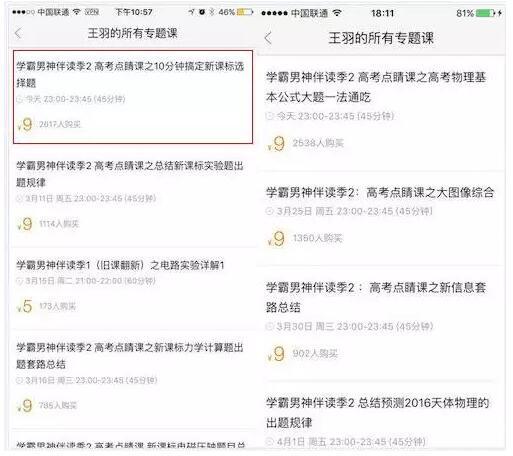 中国联通 下午10:57 46%
王羽的所有专题课
学霸男神伴读季2 高考点睛课之10分钟搞定新课标选
择题
今天 23:00-23:45 (45分钟)
¥9 2617人购买
学霸男神伴读季2 高考点睛课之总结新课标实验题出
题规律
3月11日 周五 23:00-23:45 (45分钟)
¥9 1114人购买
学霸男神伴读季1（旧课翻新）之电路实验详解1
3月15日 周二 21:00-22:00 (60分钟)
¥5 173人购买
学霸男神伴读季2 高考点睛课之新课标力学计算题出
题套路总结
3月16日 周三 23:00-23:45 (45分钟)
¥9 785人购买
中国联通 18:11 81%
王羽的所有专题课
学霸男神伴读季2 高考点睛课之高考物理基
本公式大题一法通吃
今天 23:00-23:45 (45分钟)
¥9 2538人购买
学霸男神伴读季2：高考点睛课之大图像综合
3月25日 周五 23:00-23:45 (45分钟)
¥9 1350人购买
学霸男神伴读季2：高考点睛课之新信息套
路总结
3月30日 周三 23:00-23:45 (45分钟)
¥9 902人购买
学霸男神伴读季2 总结预测2016天体物理的
出题规律
4月1日 周五 23:00-23:45 (45分钟)